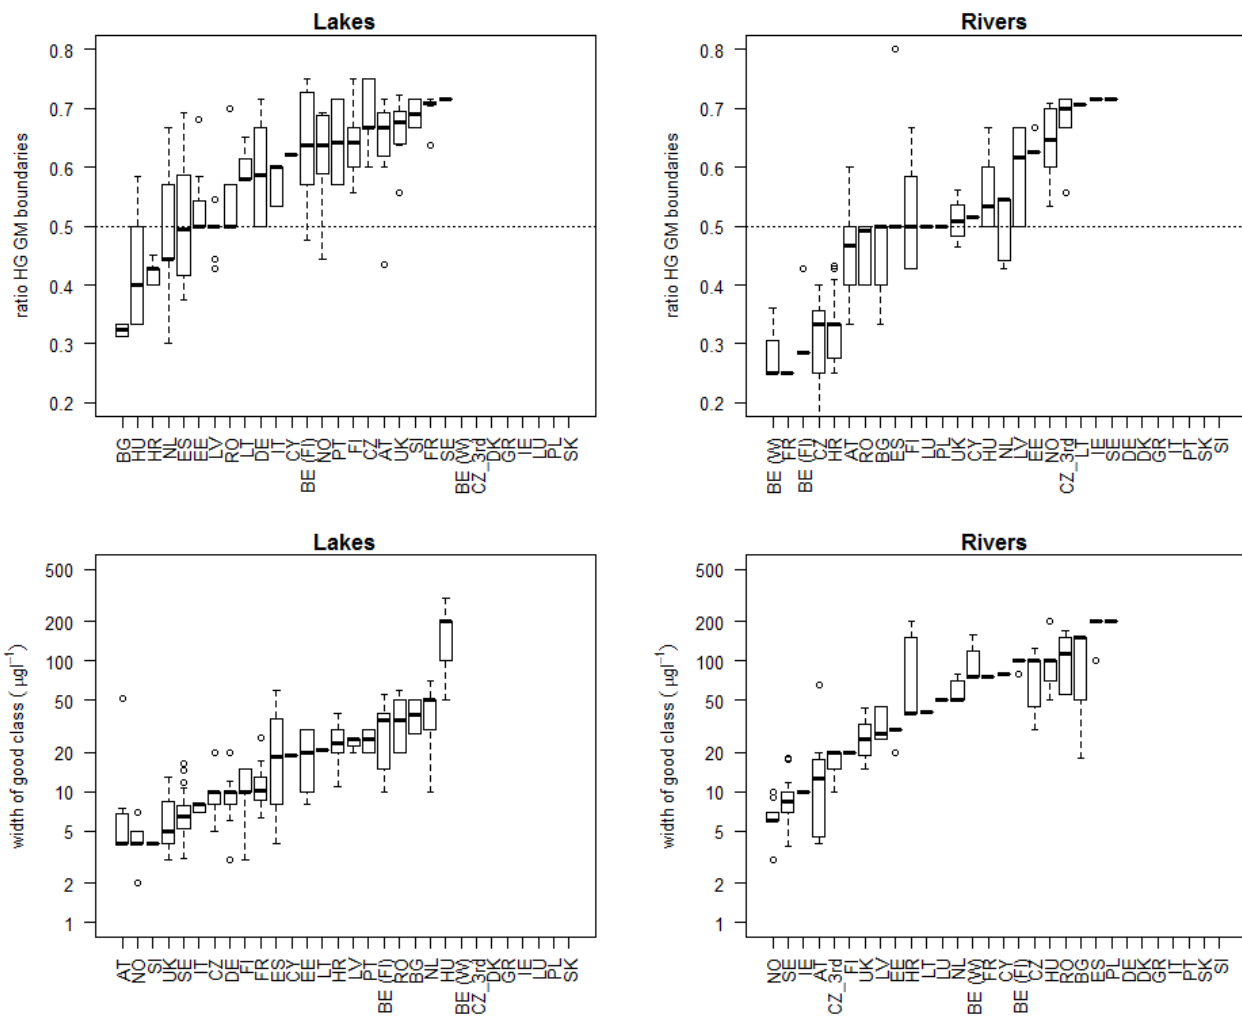 Lakes
ratio HG GM boundaries
0.8
0.7
0.6
0.5
0.4
0.3
0.2
BG HU HR NL ES EE LV RO LT DE IT CY BE (Fl) NO PT FI CZ AT UK SI FR SE BE (W) CZ_3rd DK GR IE LU PL SK
Rivers
ratio HG GM boundaries
0.8
0.7
0.6
0.5
0.4
0.3
0.2
BE (W) FR BE (Fl) CZ HR AT RO BG ES FI LU PL UK CY HU NL LV EE NO CZ_3rd LT IE SE DE DK GR IT PT SK SI
Lakes
width of good class ( µgl⁻¹)
500
200
100
50
20
10
5
2
1
AT NO SI UK SE IT CZ DE FI FR ES CY EE LT HR LV PT BE (Fl) RO BG NL HU BE (W) CZ_3rd DK GR IE LU PL SK
Rivers
width of good class ( µgl⁻¹)
500
200
100
50
20
10
5
2
1
NO SE IE AT CZ_3rd FI UK LV EE HR LT LU NL BE (W) FR CY BE (Fl) CZ HU RO BG ES PL DE DK GR IT PT SK SI